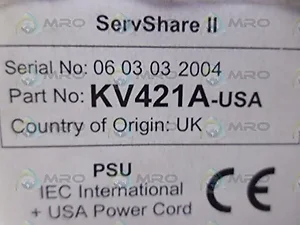 ServShare II
Serial No: 06 03 03 2004
Part No: KV421A-USA
Country of Origin: UK
PSU
IEC International
+ USA Power Cord
CE